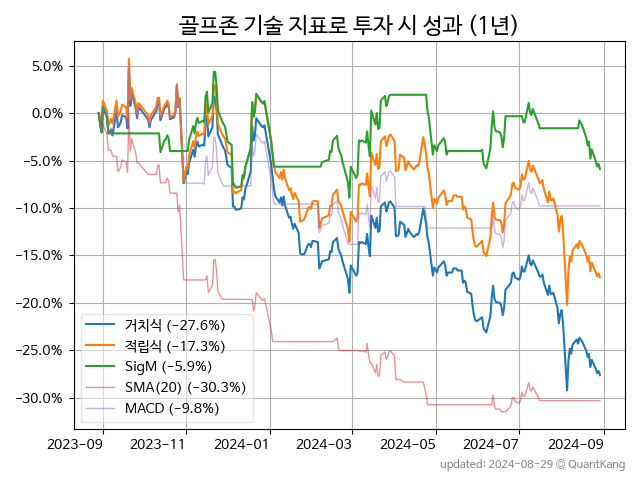 골프존 기술 지표로 투자 시 성과 (1년)
5.0%
0.0%
−5.0%
−10.0%
−15.0%
−20.0%
−25.0%
−30.0%
거치식 (−27.6%)
적립식 (−17.3%)
SigM (−5.9%)
SMA(20) (−30.3%)
MACD (−9.8%)
2023-09 2023-11 2024-01 2024-03 2024-05 2024-07 2024-09
updated: 2024-08-29 © QuantKang